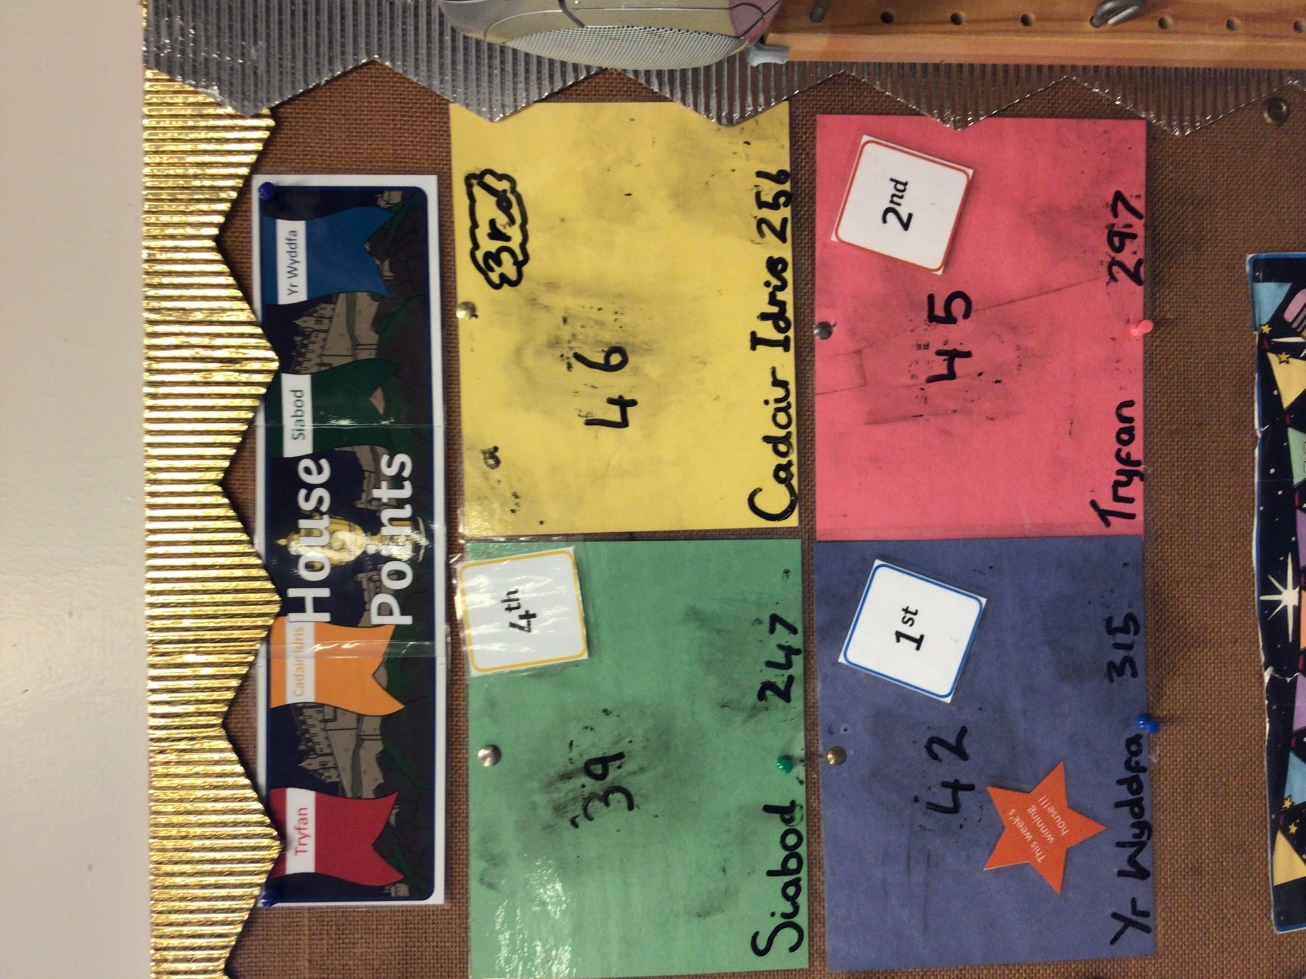 Tryfan
Cadair Idris
Siabod
Yr Wyddfa
House
Points
4th
39
Siabod 247
3rd
46
Cadair Idris 256
1st
42
This week's
winning
house!!!
Yr Wyddfa 315
2nd
45
Tryfan 297